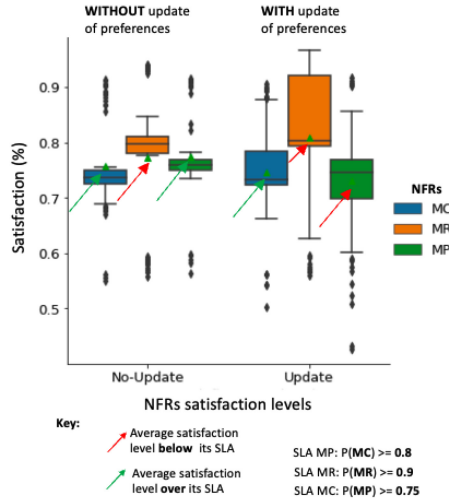 WITHOUT update
of preferences
WITH update
of preferences
Satisfaction (%)
0.9
0.8
0.7
0.6
0.5
NFRs
MC
MR
MP
No-Update
Update
NFRs satisfaction levels
Key:
Average satisfaction
level below its SLA
Average satisfaction
level over its SLA
SLA MP: P(MC) >= 0.8
SLA MR: P(MR) >= 0.9
SLA MC: P(MP) >= 0.75